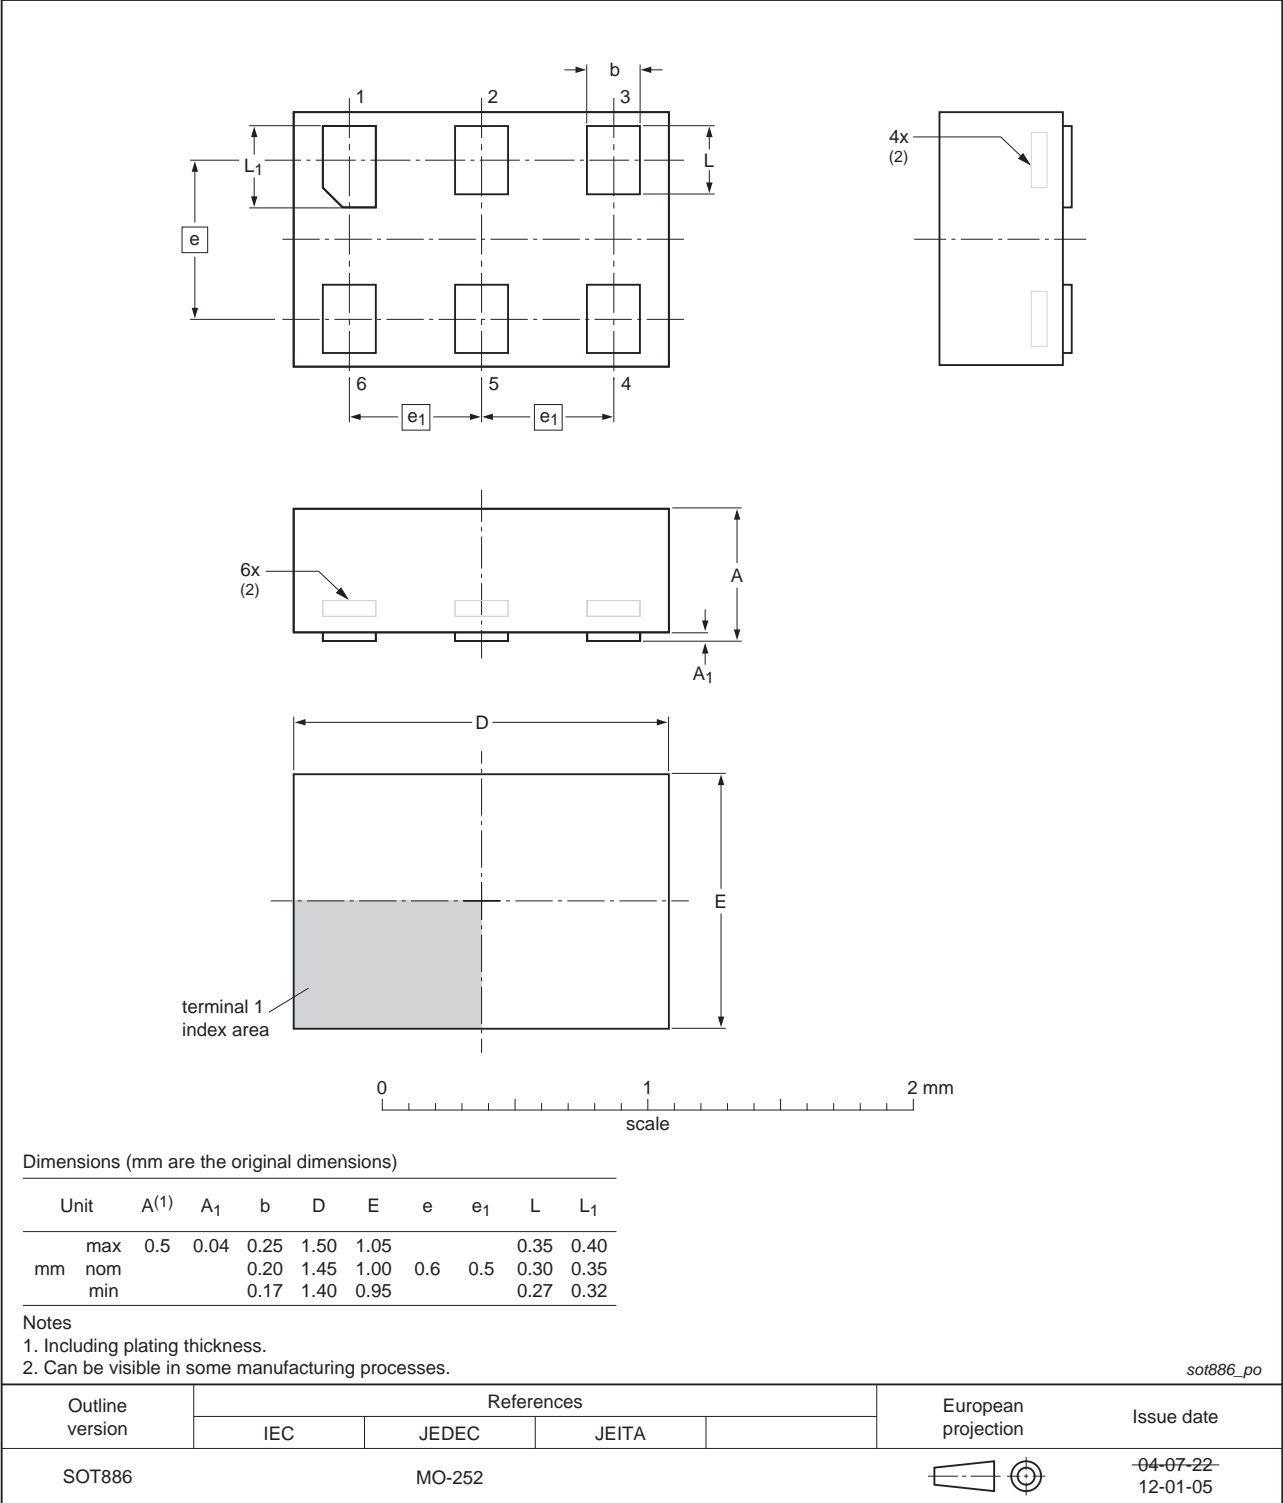 b
1 2 3
L1
L
4x
(2)
e
6 5 4
e1 e1
6x
(2)
A
A1
D
E
terminal 1
index area
0 1 2 mm
scale
Dimensions (mm are the original dimensions)
Unit A(1) A1 b D E e e1 L L1
max 0.5 0.04 0.25 1.50 1.05 0.35 0.40
mm nom 0.20 1.45 1.00 0.6 0.5 0.30 0.35
min 0.17 1.40 0.95 0.27 0.32
Notes
1. Including plating thickness.
2. Can be visible in some manufacturing processes.
sot886_po
Outline version References European projection Issue date
IEC JEDEC JEITA
SOT886 MO-252 04-07-22
12-01-05